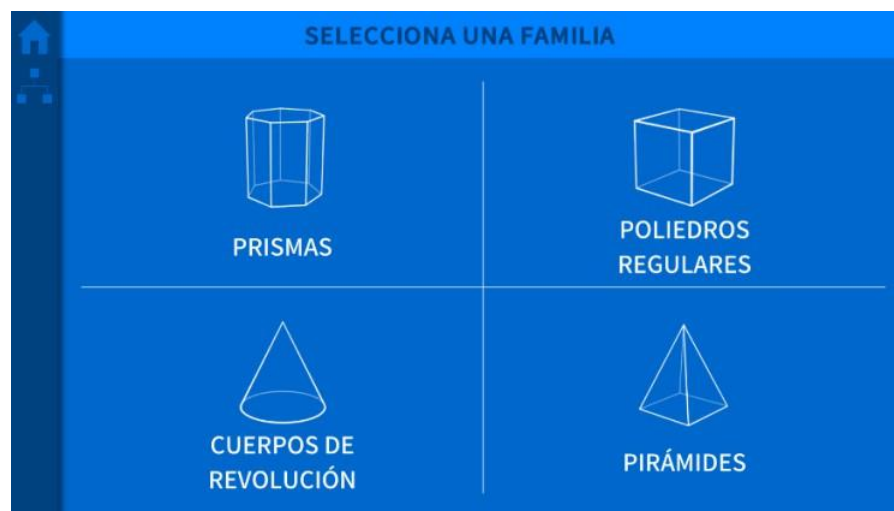 SELECCIONA UNA FAMILIA
PRISMAS
POLIEDROS
REGULARES
CUERPOS DE
REVOLUCIÓN
PIRÁMIDES